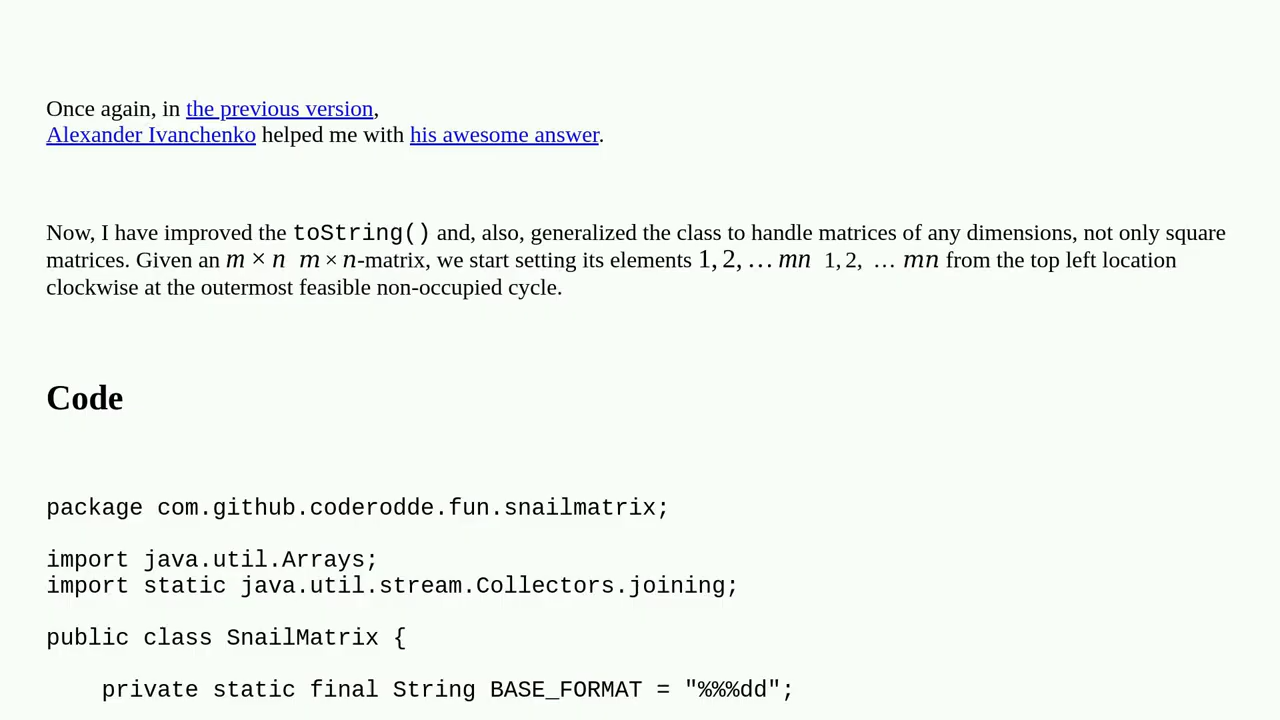 Once again, in the previous version,
Alexander Ivanchenko helped me with his awesome answer.
Now, I have improved the toString() and, also, generalized the class to handle matrices of any dimensions, not only square
matrices. Given an m × n m × n-matrix, we start setting its elements 1, 2, … mn 1, 2, … mn from the top left location
clockwise at the outermost feasible non-occupied cycle.
Code
package com.github.coderodde.fun.snailmatrix;
import java.util.Arrays;
import static java.util.stream.Collectors.joining;
public class SnailMatrix {
    private static final String BASE_FORMAT = "%%%dd";